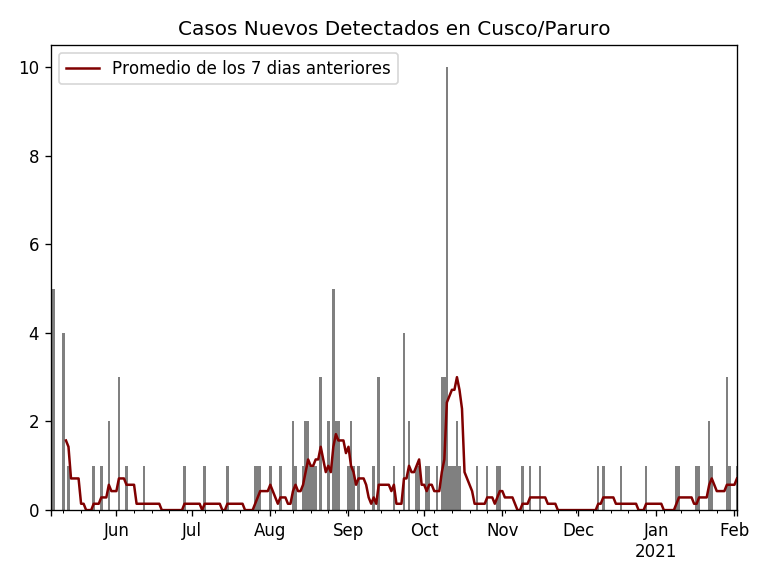 Casos Nuevos Detectados en Cusco/Paruro
Promedio de los 7 dias anteriores
10
8
6
4
2
0
Jun Jul Aug Sep Oct Nov Dec Jan Feb
2021